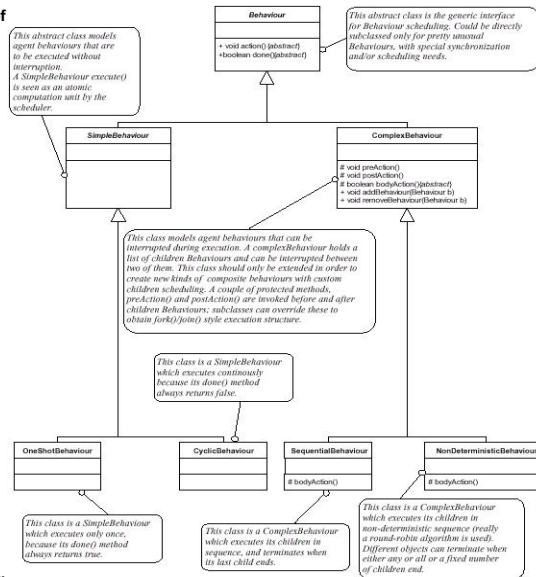 f
Behaviour
+ void action(){abstract}
+boolean done(){abstract}
This abstract class is the generic interface
for Behaviour scheduling. Could be directly
subclassed only for pretty unusual
Behaviours, with special synchronization
and/or scheduling needs.
This abstract class models
agent behaviours that are
to be executed without
interruption.
A SimpleBehaviour execute()
is seen as an atomic
computation unit by the
scheduler.
SimpleBehaviour
ComplexBehaviour
# void preAction()
# void postAction()
# boolean bodyAction(){abstract}
+ void addBehaviour(Behaviour b)
+ void removeBehaviour(Behaviour b)
This class models agent behaviours that can be
interrupted during execution. A complexBehaviour holds a
list of children Behaviours and can be interrupted between
two of them. This class should only be extended in order to
create new kinds of composite behaviours with custom
children scheduling. A couple of protected methods,
preAction() and postAction() are invoked before and after
children Behaviours; subclasses can override these to
obtain fork()/join() style execution structure.
This class is a SimpleBehaviour
which executes continously
because its done() method
always returns false.
OneShotBehaviour
CyclicBehaviour
SequentialBehaviour
# bodyAction()
NonDeterministicBehaviour
# bodyAction()
This class is a SimpleBehaviour
which executes only once,
because its done() method
always returns true.
This class is a ComplexBehaviour
which executes its children in
sequence, and terminates when
its last child ends.
This class is a ComplexBehaviour
which executes its children in
non-deterministic sequence (really
a round-robin algorithm is used).
Different objects can terminate when
either any or all or a fixed number
of children end.